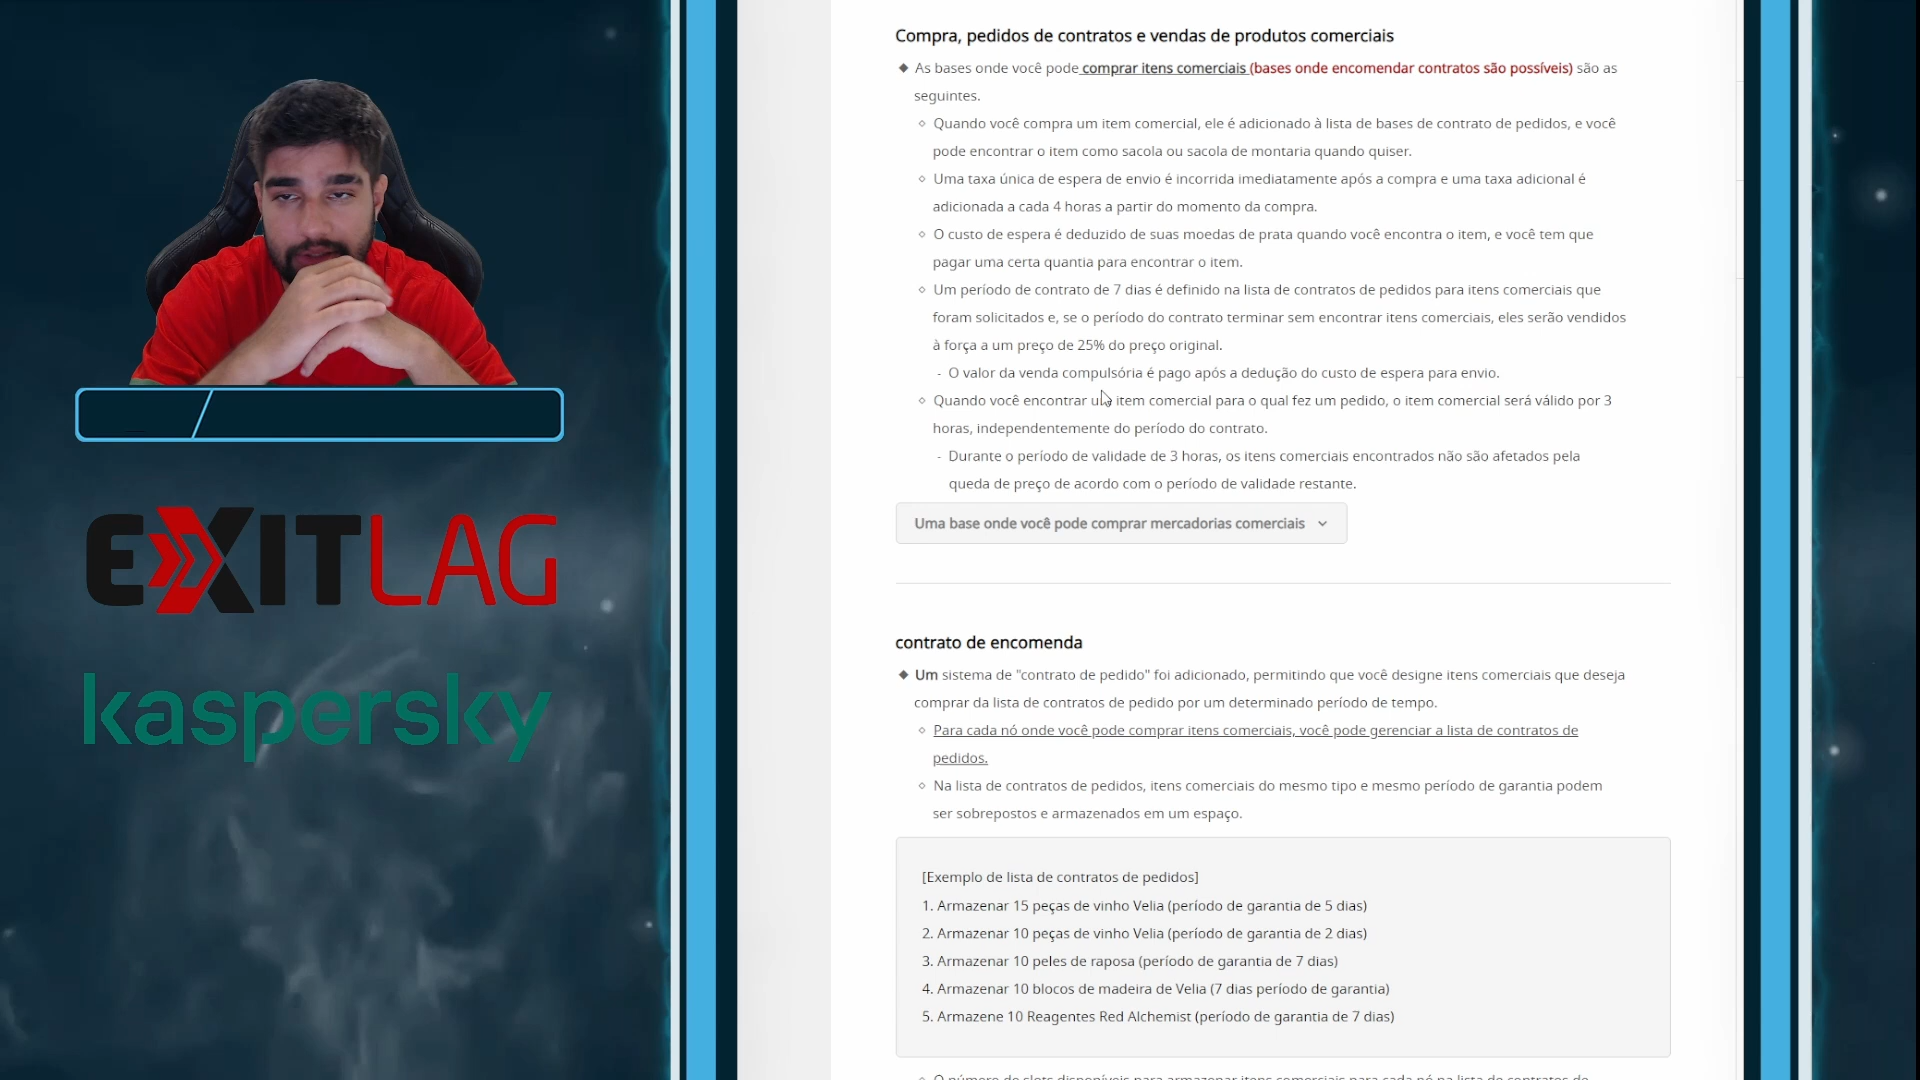 Compra, pedidos de contratos e vendas de produtos comerciais
As bases onde você pode comprar itens comerciais (bases onde encomendar contratos são possíveis) são as
seguintes.
Quando você compra um item comercial, ele é adicionado à lista de bases de contrato de pedidos, e você
pode encontrar o item como sacola ou sacola de montaria quando quiser.
Uma taxa única de espera de envio é incorrida imediatamente após a compra e uma taxa adicional é
adicionada a cada 4 horas a partir do momento da compra.
O custo de espera é deduzido de suas moedas de prata quando você encontra o item, e você tem que
pagar uma certa quantia para encontrar o item.
Um período de contrato de 7 dias é definido na lista de contratos de pedidos para itens comerciais que
foram solicitados e, se o período do contrato terminar sem encontrar itens comerciais, eles serão vendidos
à força a um preço de 25% do preço original.
- O valor da venda compulsória é pago após a dedução do custo de espera para envio.
Quando você encontrar um item comercial para o qual fez um pedido, o item comercial será válido por 3
horas, independentemente do período do contrato.
- Durante o período de validade de 3 horas, os itens comerciais encontrados não são afetados pela
queda de preço de acordo com o período de validade restante.
Uma base onde você pode comprar mercadorias comerciais
contrato de encomenda
Um sistema de "contrato de pedido" foi adicionado, permitindo que você designe itens comerciais que deseja
comprar da lista de contratos de pedido por um determinado período de tempo.
Para cada nó onde você pode comprar itens comerciais, você pode gerenciar a lista de contratos de
pedidos.
Na lista de contratos de pedidos, itens comerciais do mesmo tipo e mesmo período de garantia podem
ser sobrepostos e armazenados em um espaço.
[Exemplo de lista de contratos de pedidos]
1. Armazenar 15 peças de vinho Velia (período de garantia de 5 dias)
2. Armazenar 10 peças de vinho Velia (período de garantia de 2 dias)
3. Armazenar 10 peles de raposa (período de garantia de 7 dias)
4. Armazenar 10 blocos de madeira de Velia (7 dias período de garantia)
5. Armazene 10 Reagentes Red Alchemist (período de garantia de 7 dias)
O número de slots disponíveis para armazenar itens comerciais para cada nó na lista de contratos de
EXITLAG
kaspersky